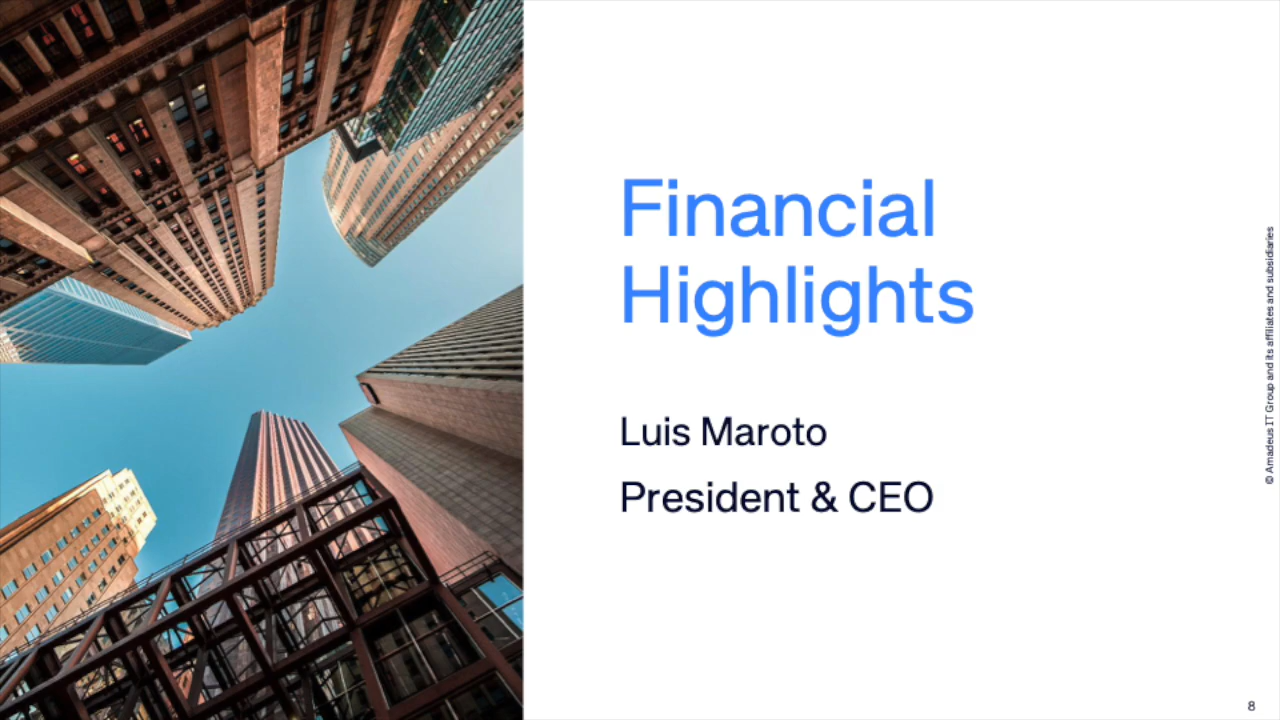 Financial
Highlights
Luis Maroto
President & CEO
© Amadeus IT Group and its affiliates and subsidiaries
8